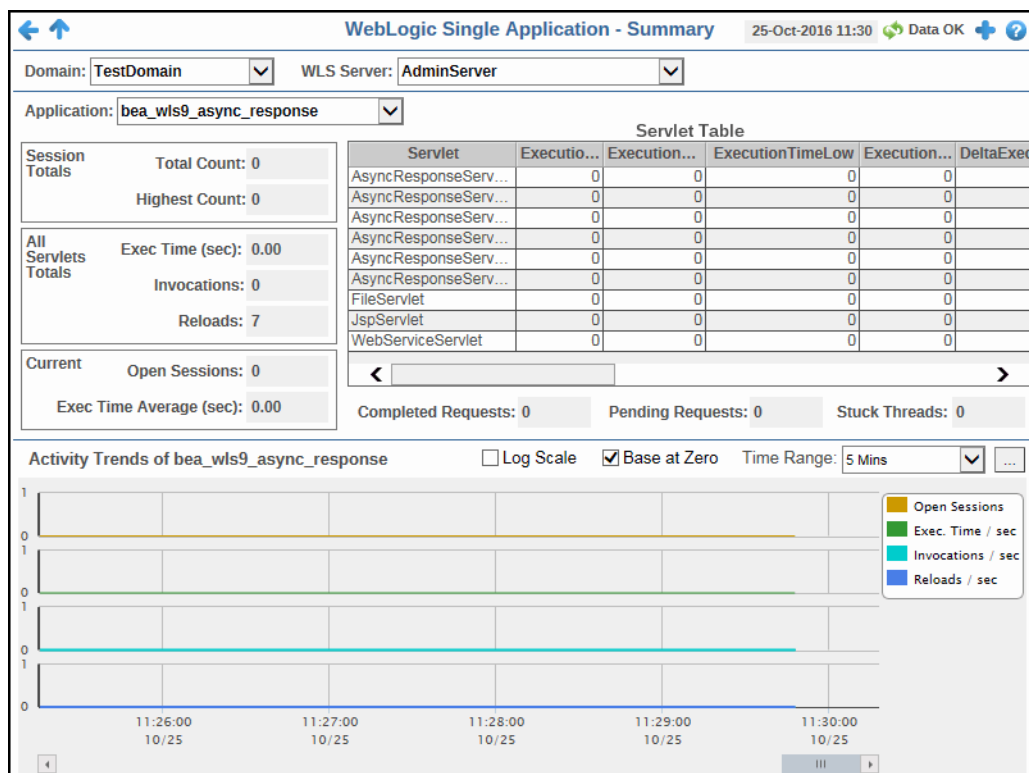 WebLogic Single Application - Summary 25-Oct-2016 11:30 Data OK
Domain: TestDomain WLS Server: AdminServer
Application: bea_wls9_async_response
Servlet Table
Session Totals
Total Count: 0
Highest Count: 0
All Servlets Totals
Exec Time (sec): 0.00
Invocations: 0
Reloads: 7
Current
Open Sessions: 0
Exec Time Average (sec): 0.00
Servlet Executio... Execution... ExecutionTimeLow Execution... DeltaExec
AsyncResponseServ... 0 0 0 0
AsyncResponseServ... 0 0 0 0
AsyncResponseServ... 0 0 0 0
AsyncResponseServ... 0 0 0 0
AsyncResponseServ... 0 0 0 0
AsyncResponseServ... 0 0 0 0
FileServlet 0 0 0 0
JspServlet 0 0 0 0
WebServiceServlet 0 0 0 0
Completed Requests: 0 Pending Requests: 0 Stuck Threads: 0
Activity Trends of bea_wls9_async_response Log Scale Base at Zero Time Range: 5 Mins ...
1
0
1
0
1
0
1
0
Open Sessions
Exec. Time / sec
Invocations / sec
Reloads / sec
11:26:00 11:27:00 11:28:00 11:29:00 11:30:00
10/25 10/25 10/25 10/25 10/25